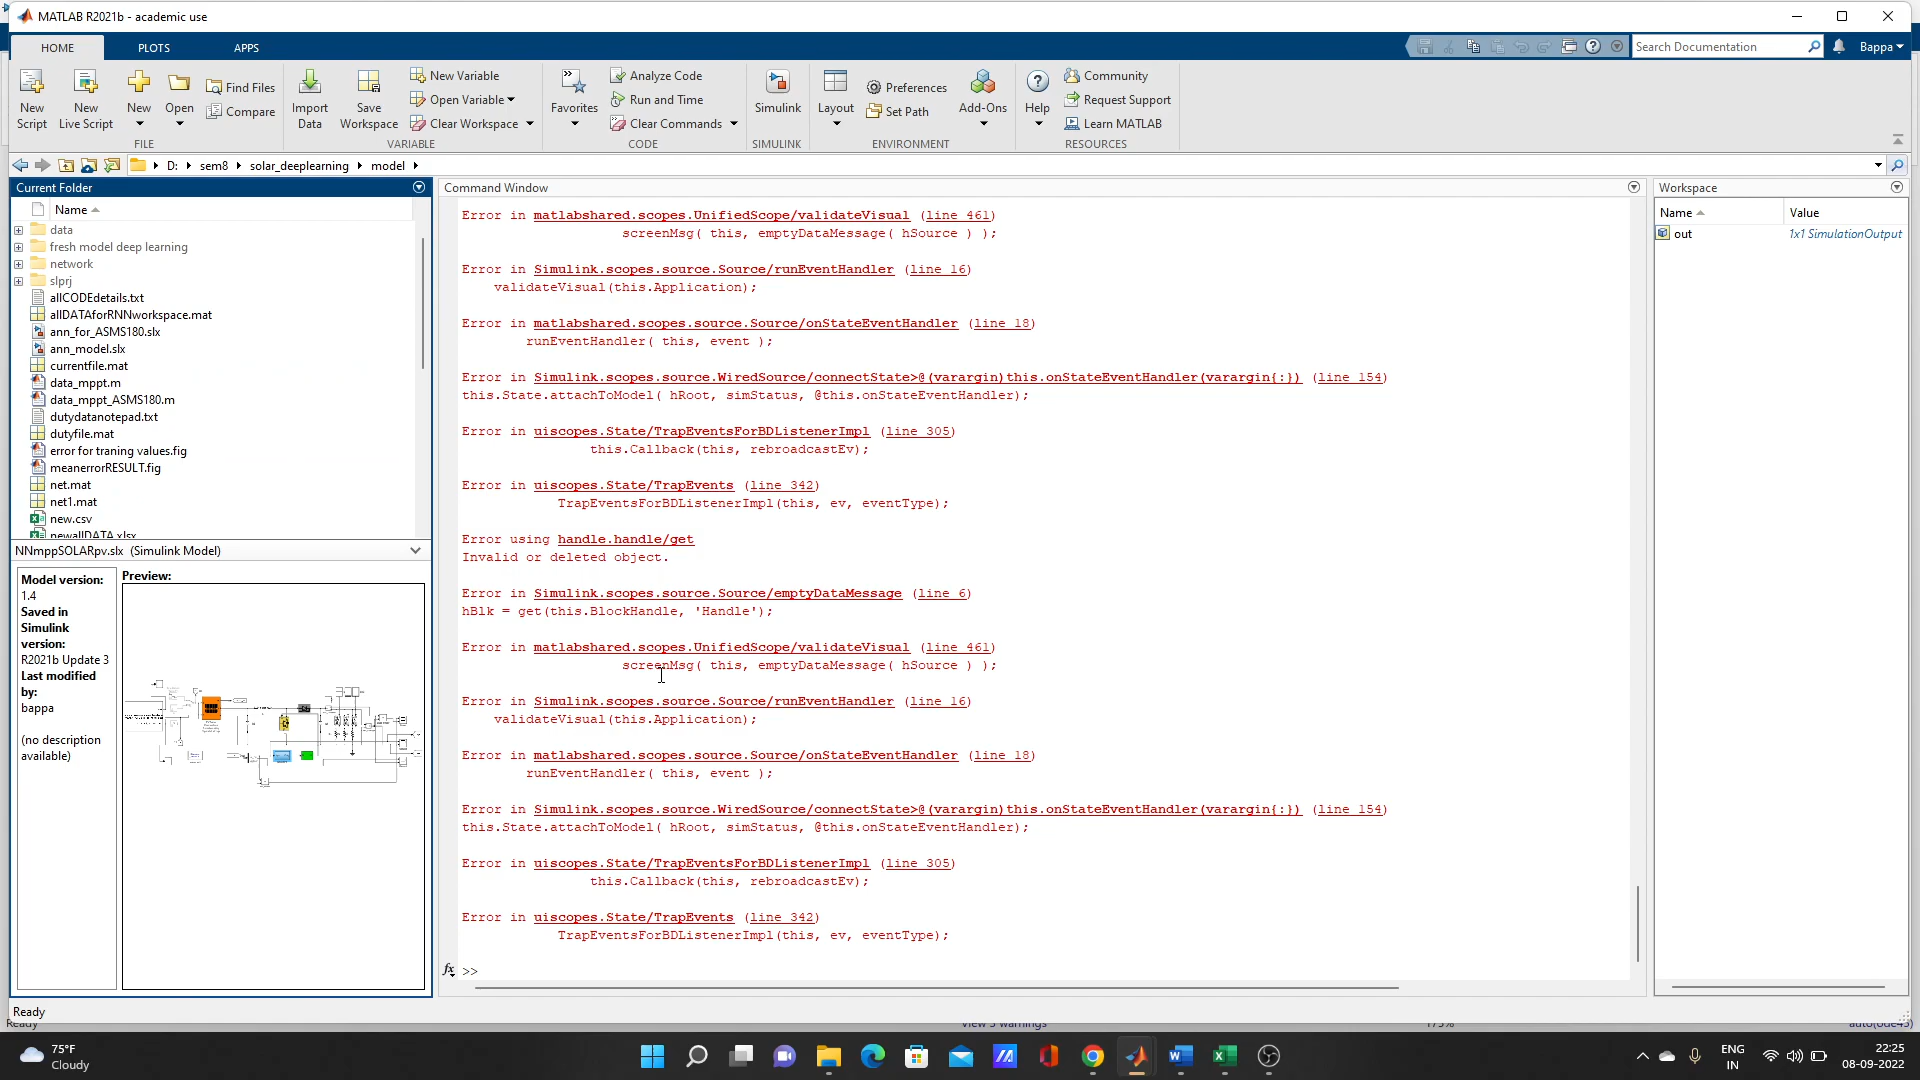 MATLAB R2021b - academic use
HOME PLOTS APPS
Search Documentation
Bappa
New Script
New Live Script
New
Open
Find Files
Compare
FILE
Import Data
Save Workspace
New Variable
Open Variable
Clear Workspace
VARIABLE
Favorites
Analyze Code
Run and Time
Clear Commands
CODE
Simulink
SIMULINK
Layout
Preferences
Set Path
Add-Ons
ENVIRONMENT
Help
Community
Request Support
Learn MATLAB
RESOURCES
D: sem8 solar_deeplearning model
Current Folder
Name
data
fresh model deep learning
network
slprj
allCODEdetails.txt
allDATAforRNNworkspace.mat
ann_for_ASMS180.slx
ann_model.slx
currentfile.mat
data_mppt.m
data_mppt_ASMS180.m
dutydatanotepad.txt
dutyfile.mat
error for traning values.fig
meanerrorRESULT.fig
net.mat
net1.mat
new.csv
newallDATA.xlsx
NNmppSOLARpv.slx (Simulink Model)
Model version:
1.4
Saved in
Simulink
version:
R2021b Update 3
Last modified
by:
bappa
(no description
available)
Preview:
Command Window
Error in matlabshared.scopes.UnifiedScope/validateVisual (line 461)
screenMsg( this, emptyDataMessage( hSource ) );
Error in Simulink.scopes.source.Source/runEventHandler (line 16)
validateVisual(this.Application);
Error in matlabshared.scopes.source.Source/onStateEventHandler (line 18)
runEventHandler( this, event );
Error in Simulink.scopes.source.WiredSource/connectState>@(varargin)this.onStateEventHandler(varargin{:}) (line 154)
this.State.attachToModel( hRoot, simStatus, @this.onStateEventHandler);
Error in uiscopes.State/TrapEventsForBDListenerImpl (line 305)
this.Callback(this, rebroadcastEv);
Error in uiscopes.State/TrapEvents (line 342)
TrapEventsForBDListenerImpl(this, ev, eventType);
Error using handle.handle/get
Invalid or deleted object.
Error in Simulink.scopes.source.Source/emptyDataMessage (line 6)
hBlk = get(this.BlockHandle, 'Handle');
Error in matlabshared.scopes.UnifiedScope/validateVisual (line 461)
screenMsg( this, emptyDataMessage( hSource ) );
Error in Simulink.scopes.source.Source/runEventHandler (line 16)
validateVisual(this.Application);
Error in matlabshared.scopes.source.Source/onStateEventHandler (line 18)
runEventHandler( this, event );
Error in Simulink.scopes.source.WiredSource/connectState>@(varargin)this.onStateEventHandler(varargin{:}) (line 154)
this.State.attachToModel( hRoot, simStatus, @this.onStateEventHandler);
Error in uiscopes.State/TrapEventsForBDListenerImpl (line 305)
this.Callback(this, rebroadcastEv);
Error in uiscopes.State/TrapEvents (line 342)
TrapEventsForBDListenerImpl(this, ev, eventType);
fx >>
Workspace
Name Value
out 1x1 SimulationOutput
Ready
Ready View 5 warnings 175% auto(ode45)
75°F
Cloudy
ENG
IN
22:25
08-09-2022